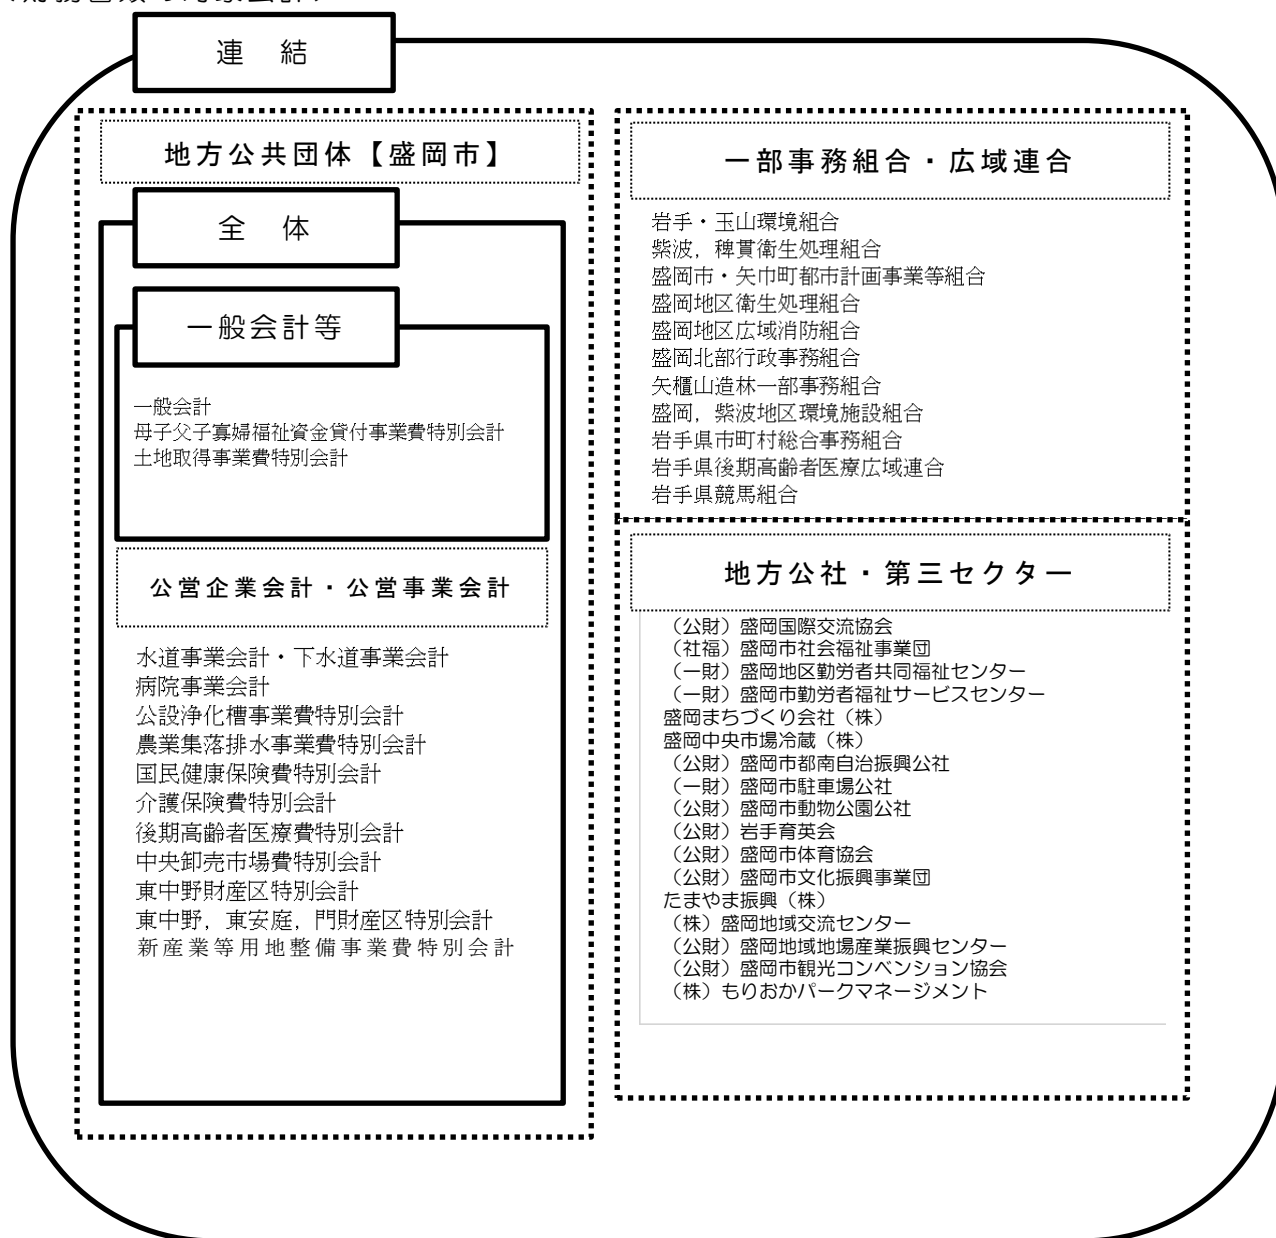 連　結
地方公共団体【盛岡市】
全　体
一般会計等
一般会計
母子父子寡婦福祉資金貸付事業費特別会計
土地取得事業費特別会計
公営企業会計・公営事業会計
水道事業会計・下水道事業会計
病院事業会計
公設浄化槽事業費特別会計
農業集落排水事業費特別会計
国民健康保険費特別会計
介護保険費特別会計
後期高齢者医療費特別会計
中央卸売市場費特別会計
東中野財産区特別会計
東中野，東安庭，門財産区特別会計
新産業等用地整備事業費特別会計
一部事務組合・広域連合
岩手・玉山環境組合
紫波，稗貫衛生処理組合
盛岡市・矢巾町都市計画事業等組合
盛岡地区衛生処理組合
盛岡地区広域消防組合
盛岡北部行政事務組合
矢櫃山造林一部事務組合
盛岡，紫波地区環境施設組合
岩手県市町村総合事務組合
岩手県後期高齢者医療広域連合
岩手県競馬組合
地方公社・第三セクター
（公財）盛岡国際交流協会
（社福）盛岡市社会福祉事業団
（一財）盛岡地区勤労者共同福祉センター
（一財）盛岡市勤労者福祉サービスセンター
盛岡まちづくり会社（株）
盛岡中央市場冷蔵（株）
（公財）盛岡市都南自治振興公社
（一財）盛岡市駐車場公社
（公財）盛岡市動物公園公社
（公財）岩手育英会
（公財）盛岡市体育協会
（公財）盛岡市文化振興事業団
たまやま振興（株）
（株）盛岡地域交流センター
（公財）盛岡地域地場産業振興センター
（公財）盛岡市観光コンベンション協会
（株）もりおかパークマネージメント